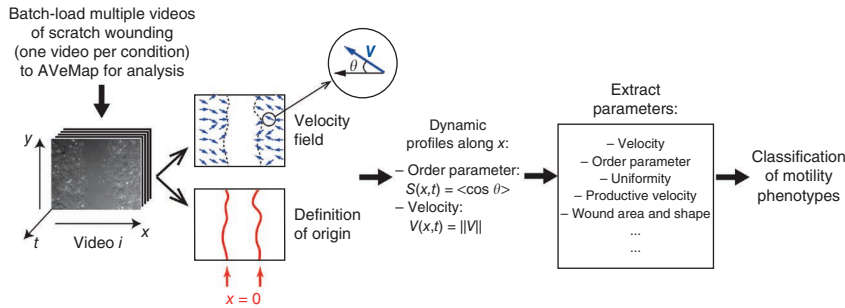 Batch-load multiple videos
of scratch wounding
(one video per condition)
to AVeMap for analysis
y
t
Video i
x
V
θ
Velocity
field
Definition
of origin
x = 0
Dynamic
profiles along x:
– Order parameter:
S(x,t) = <cos θ>
– Velocity:
V(x,t) = ||V||
Extract
parameters:
– Velocity
– Order parameter
– Uniformity
– Productive velocity
– Wound area and shape
...
...
Classification
of motility
phenotypes